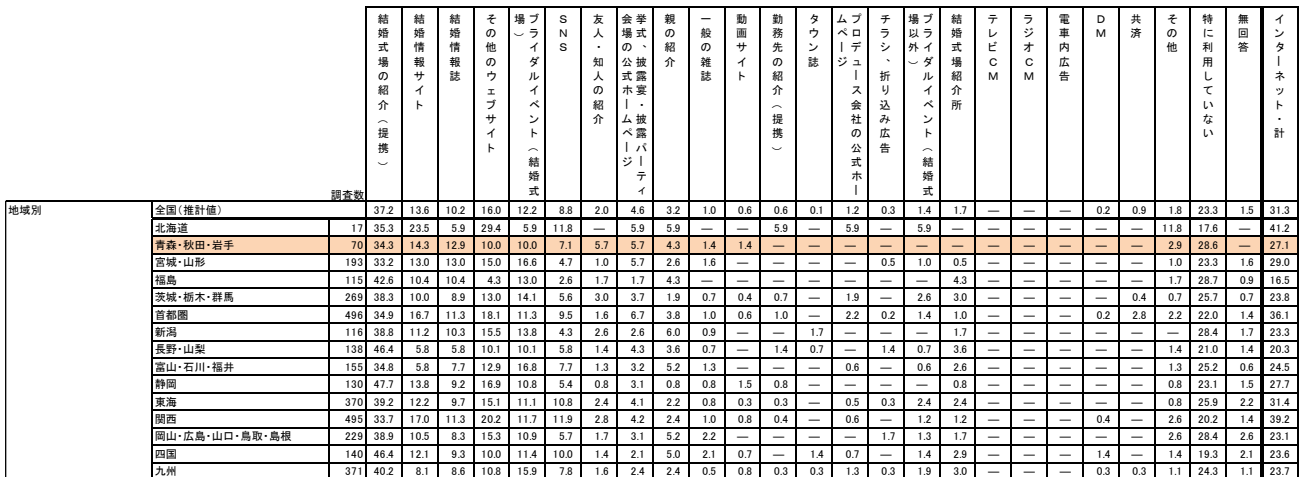 結婚式場の紹介（提携）
結婚情報サイト
結婚情報誌
その他のウェブサイト
ブライダルイベント（結婚式
場）
ＳＮＳ
友人・知人の紹介
挙式、披露宴・披露パーティ
会場の公式ホームページ
親の紹介
一般の雑誌
動画サイト
勤務先の紹介（提携）
タウン誌
プロデュース会社の公式ホー
ムページ
チラシ、折り込み広告
ブライダルイベント（結婚式
場以外）
結婚式場紹介所
テレビＣＭ
ラジオＣＭ
電車内広告
ＤＭ
共済
その他
特に利用していない
無回答
インターネット・計
調査数
地域別 全国（推計値） 37.2 13.6 10.2 16.0 12.2 8.8 2.0 4.6 3.2 1.0 0.6 0.6 0.1 1.2 0.3 1.4 1.7 — — — 0.2 0.9 1.8 23.3 1.5 31.3
北海道 17 35.3 23.5 5.9 29.4 5.9 11.8 — 5.9 5.9 — — 5.9 — 5.9 — 5.9 — — — — — — 11.8 17.6 — 41.2
青森・秋田・岩手 70 34.3 14.3 12.9 10.0 10.0 7.1 5.7 5.7 4.3 1.4 1.4 — — — — — — — — — — — 2.9 28.6 — 27.1
宮城・山形 193 33.2 13.0 13.0 15.0 16.6 4.7 1.0 5.7 2.6 1.6 — — — — 0.5 1.0 0.5 — — — — — 1.0 23.3 1.6 29.0
福島 115 42.6 10.4 10.4 4.3 13.0 2.6 1.7 1.7 4.3 — — — — — — — 4.3 — — — — — 1.7 28.7 0.9 16.5
茨城・栃木・群馬 269 38.3 10.0 8.9 13.0 14.1 5.6 3.0 3.7 1.9 0.7 0.4 0.7 — 1.9 — 2.6 3.0 — — — — 0.4 0.7 25.7 0.7 23.8
首都圏 496 34.9 16.7 11.3 18.1 11.3 9.5 1.6 6.7 3.8 1.0 0.6 1.0 — 2.2 0.2 1.4 1.0 — — — 0.2 2.8 2.2 22.0 1.4 36.1
新潟 116 38.8 11.2 10.3 15.5 13.8 4.3 2.6 2.6 6.0 0.9 — — 1.7 — — — 1.7 — — — — — — 28.4 1.7 23.3
長野・山梨 138 46.4 5.8 5.8 10.1 10.1 5.8 1.4 4.3 3.6 0.7 — 1.4 0.7 — 1.4 0.7 3.6 — — — — — 1.4 21.0 1.4 20.3
富山・石川・福井 155 34.8 5.8 7.7 12.9 16.8 7.7 1.3 3.2 5.2 1.3 — — — 0.6 — 0.6 2.6 — — — — — 1.3 25.2 0.6 24.5
静岡 130 47.7 13.8 9.2 16.9 10.8 5.4 0.8 3.1 0.8 0.8 1.5 0.8 — — — — 0.8 — — — — — 0.8 23.1 1.5 27.7
東海 370 39.2 12.2 9.7 15.1 11.1 10.8 2.4 4.1 2.2 0.8 0.3 0.3 — 0.5 0.3 2.4 2.4 — — — — — 0.8 25.9 2.2 31.4
関西 495 33.7 17.0 11.3 20.2 11.7 11.9 2.8 4.2 2.4 1.0 0.8 0.4 — 0.6 — 1.2 1.2 — — — 0.4 — 2.6 20.2 1.4 39.2
岡山・広島・山口・鳥取・島根 229 38.9 10.5 8.3 15.3 10.9 5.7 1.7 3.1 5.2 2.2 — — — — 1.7 1.3 1.7 — — — — — 2.6 28.4 2.6 23.1
四国 140 46.4 12.1 9.3 10.0 11.4 10.0 1.4 2.1 5.0 2.1 0.7 — 1.4 0.7 — 1.4 2.9 — — — 1.4 — 1.4 19.3 2.1 23.6
九州 371 40.2 8.1 8.6 10.8 15.9 7.8 1.6 2.4 2.4 0.5 0.8 0.3 0.3 1.3 0.3 1.9 3.0 — — — 0.3 0.3 1.1 24.3 1.1 23.7